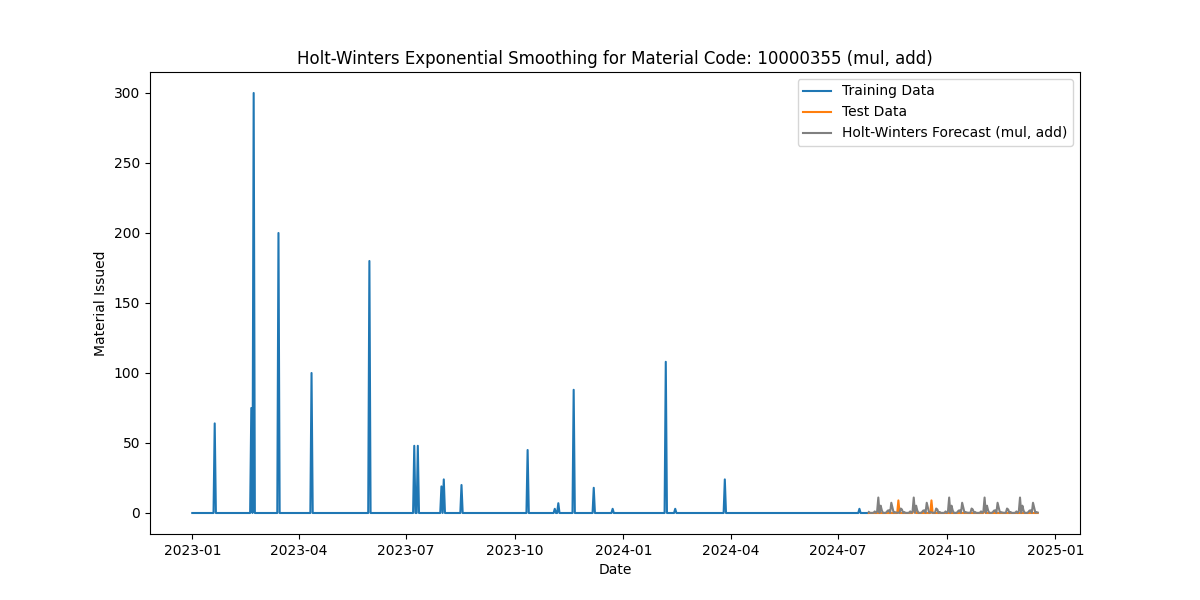 Holt-Winters Exponential Smoothing for Material Code: 10000355 (mul, add)
Training Data
Test Data
Holt-Winters Forecast (mul, add)
300
250
200
150
100
50
0
Material Issued
2023-01 2023-04 2023-07 2023-10 2024-01 2024-04 2024-07 2024-10 2025-01
Date